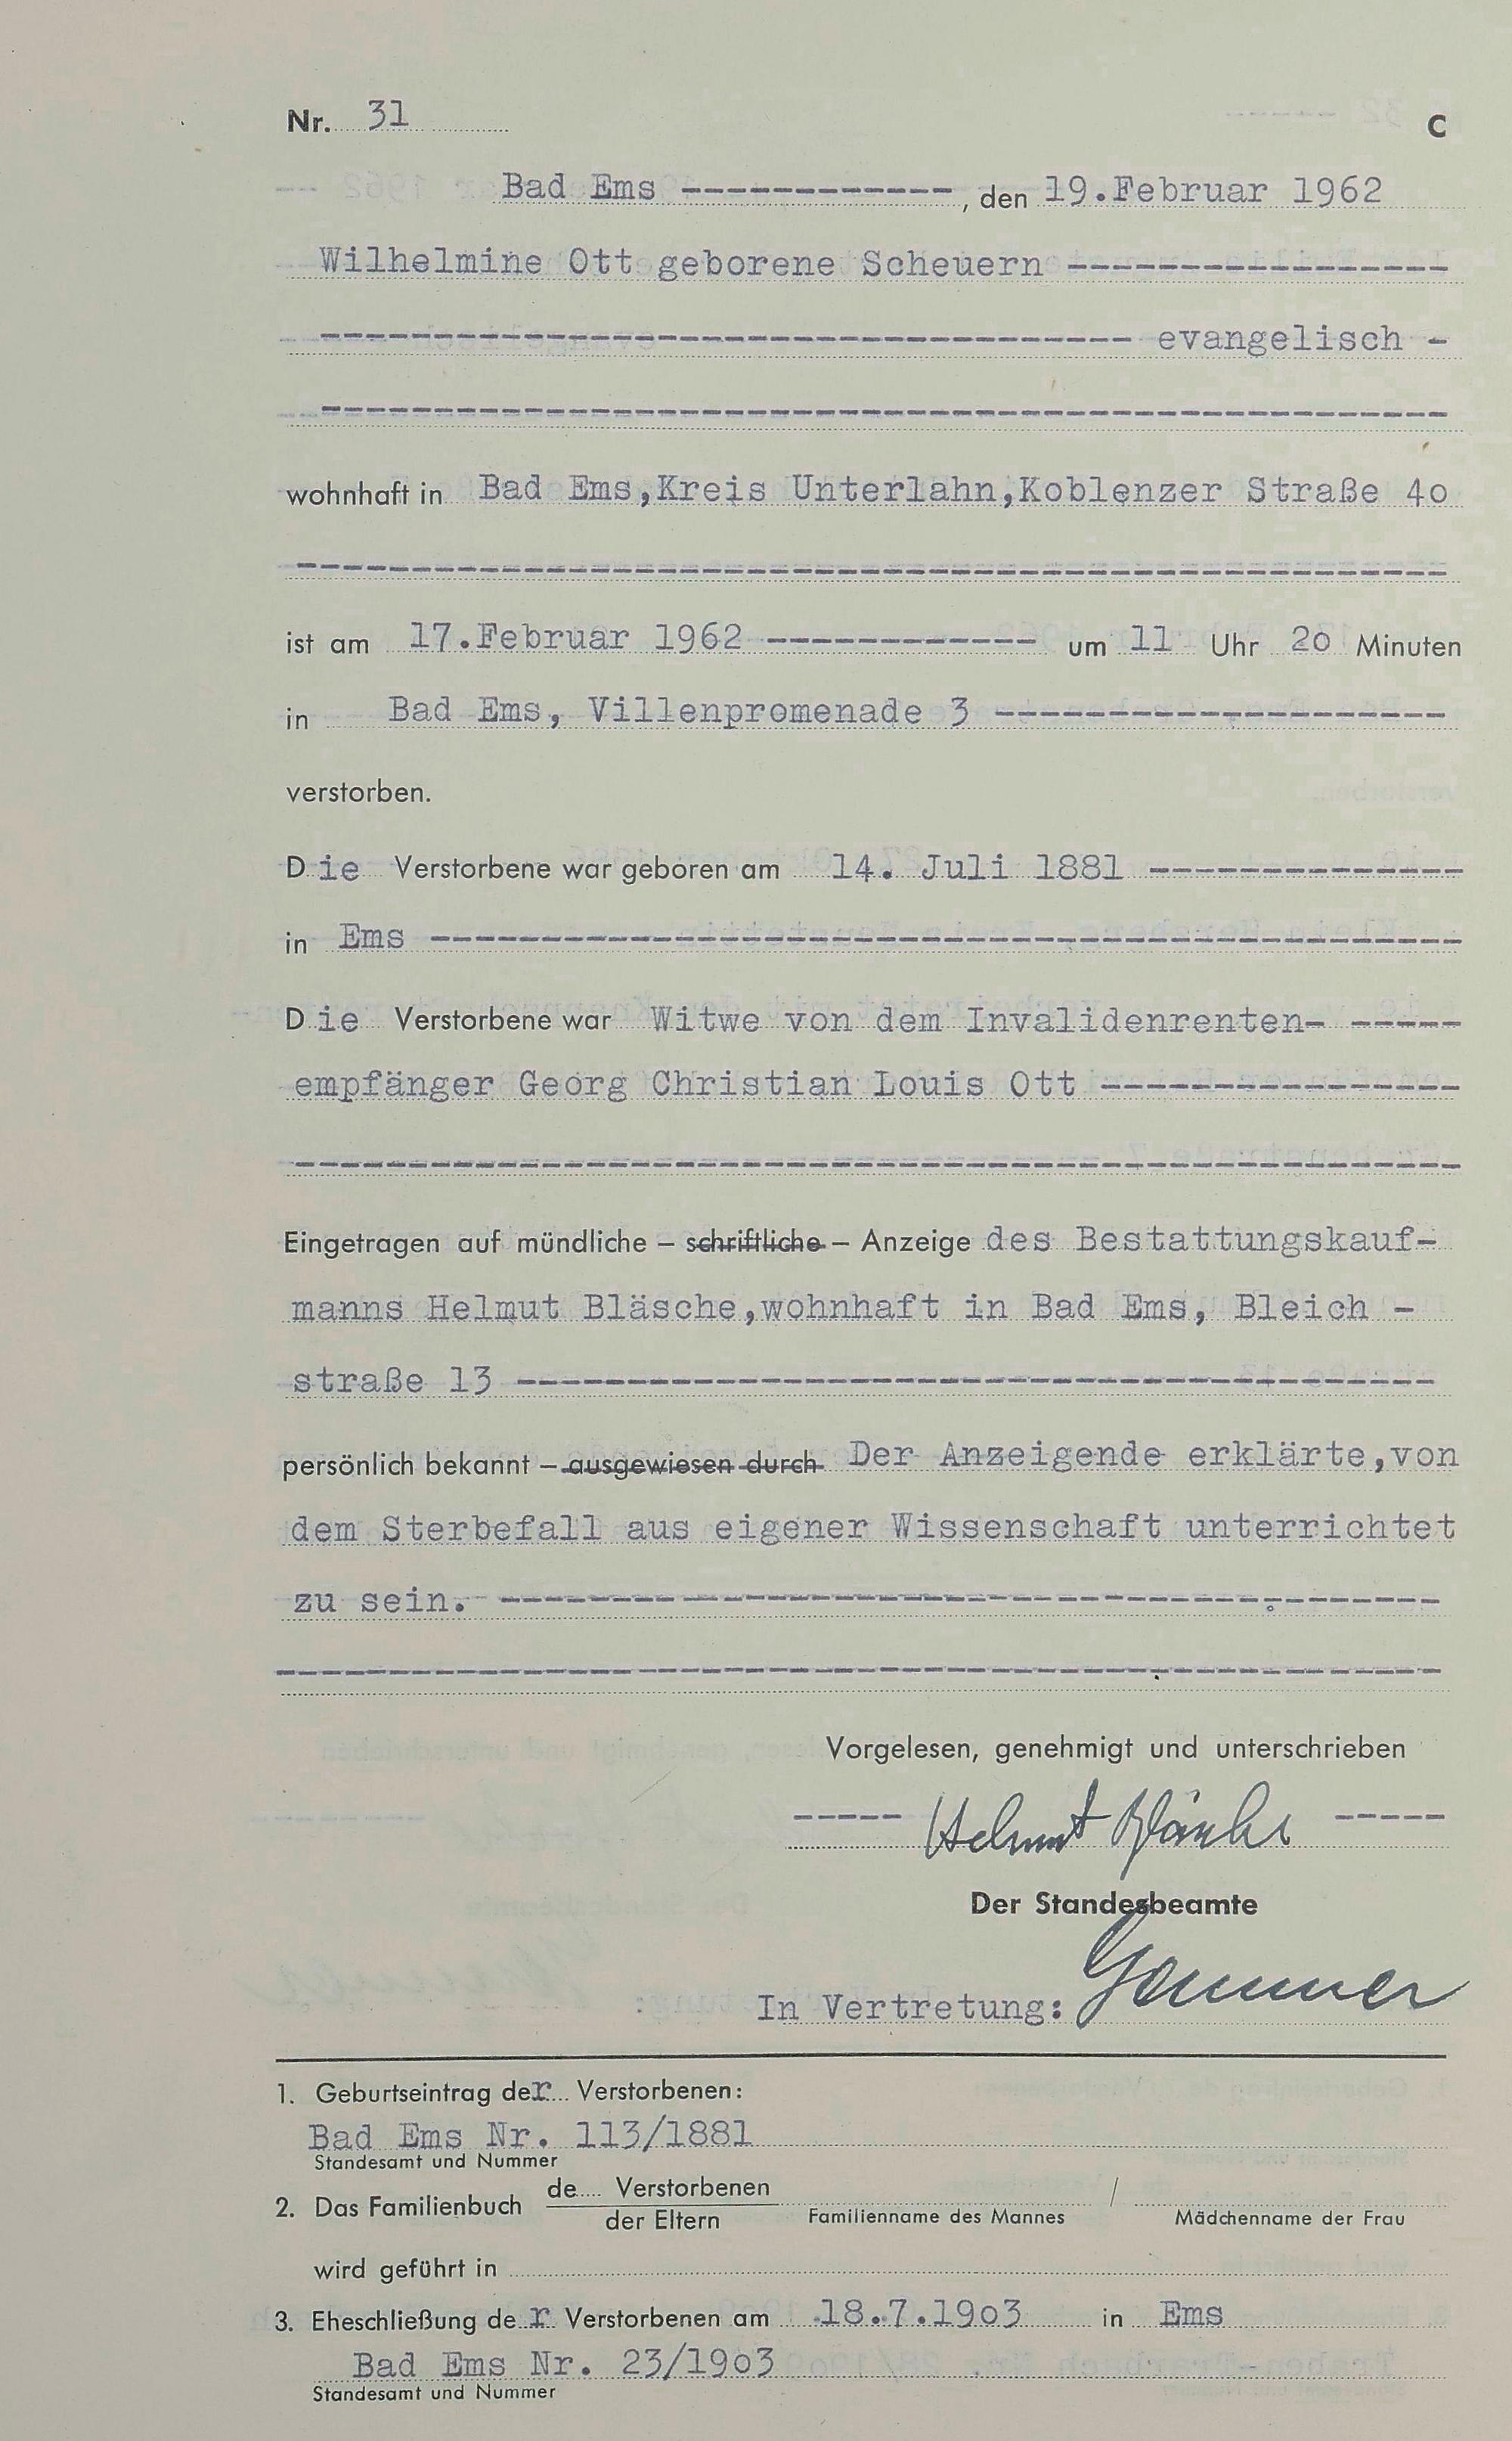 Nr. 31 C
Bad Ems ------------, den 19.Februar 1962
Wilhelmine Ott geborene Scheuern -----------------
------------------------------------ evangelisch -
--------------------------------------------------
wohnhaft in Bad Ems,Kreis Unterlahn,Koblenzer Straße 4o
---------------------------------------------------
ist am 17.Februar 1962 ------------ um 11 Uhr 2o Minuten
in Bad Ems, Villenpromenade 3 --------------------
verstorben.
Die Verstorbene war geboren am 14. Juli 1881 --------------
in Ems ----------------------------------------------
Die Verstorbene war Witwe von dem Invalidenrenten- -----
empfänger Georg Christian Louis Ott ----------------
----------------------------------------------------
Eingetragen auf mündliche – schriftliche – Anzeige des Bestattungskauf-
manns Helmut Bläsche,wohnhaft in Bad Ems, Bleich -
straße 13 -----------------------------------------
persönlich bekannt – ausgewiesen durch Der Anzeigende erklärte,von
dem Sterbefall aus eigener Wissenschaft unterrichtet
zu sein. ------------------------------------------
----------------------------------------------------
Vorgelesen, genehmigt und unterschrieben
----- Helmut Bläsche -----
Der Standesbeamte
In Vertretung:
1. Geburtseintrag der Verstorbenen:
Bad Ems Nr. 113/1881
Standesamt und Nummer
2. Das Familienbuch de Verstorbenen /
der Eltern Familienname des Mannes Mädchenname der Frau
wird geführt in
3. Eheschließung der Verstorbenen am 18.7.19o3 in Ems
Bad Ems Nr. 23/19o3
Standesamt und Nummer